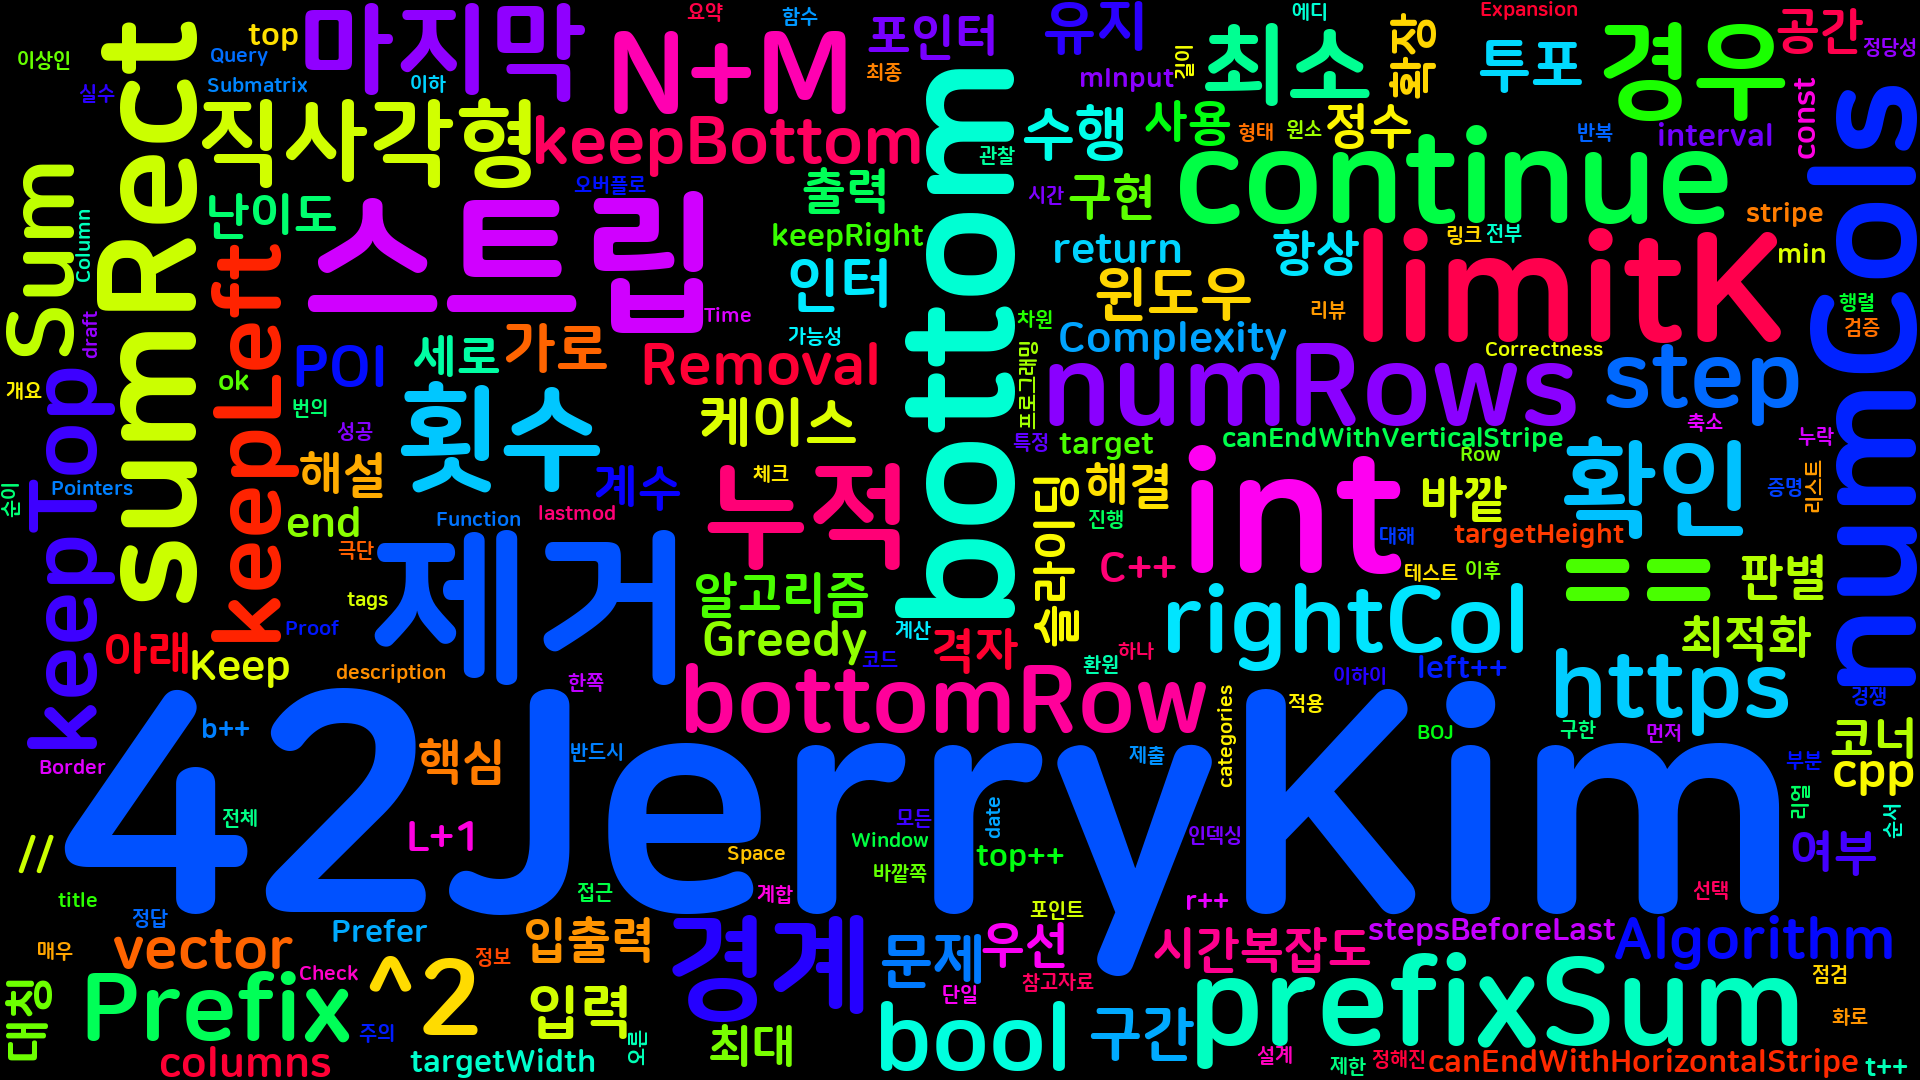 에디
Expansion
요약
함수
top
마지막
N+M
포인터
유지
길이
최소
확장
투포
경우
공간
정당성
이상인
sumRect
Query
Submatrix
이하
최종
mInput
실수
직사각형
keepBottom
bottom
수행
사용
형태
원소
정수
반복
interval
const
numCols
관찰
continue
Sum
Column
난이도
오버플로
출력
시간
구현
stripe
keepRight
스트립
return
항상
링크
전부
min
limitK
keepLeft
인터
윈도우
행렬
draft
Time
리뷰
검증
차원
가능성
POI
세로
가로
Removal
Complexity
Correctness
프로그래밍
numRows
step
개요
ok
keepTop
번의
횟수
케이스
축소
성공
특정
target
canEndWithVerticalStripe
누락
해설
계수
체크
누적
Row
int
확인
Pointers
순이
end
Function
lastmod
슬라이딩
해결
바깥
증명
리스트
진행
대해
targetHeight
극단
제거
C++
테스트
이후
==
판별
tags
알고리즘
rightCol
Proof
Greedy
계산
격자
하나
최적화
아래
Keep
description
코드
한쪽
환원
이하이
left++
https
경쟁
bottomRow
categories
적용
42JerryKim
b++
핵심
반드시
제출
BOJ
구한
먼저
코너
cpp
Border
부분
전체
date
모든
리얼
순서
//
L+1
Space
Window
인덱싱
top++
여부
바깥쪽
title
접근
계합
r++
선택
정답
포인트
매우
vector
Prefer
정보
입출력
경계
문제
우선
시간복잡도
stepsBeforeLast
Algorithm
대칭
Prefix
Check
^2
입력
단일
참고자료
prefixSum
점검
주의
오른
최대
bool
구간
화로
columns
targetWidth
설계
제한
정해진
canEndWithHorizontalStripe
t++